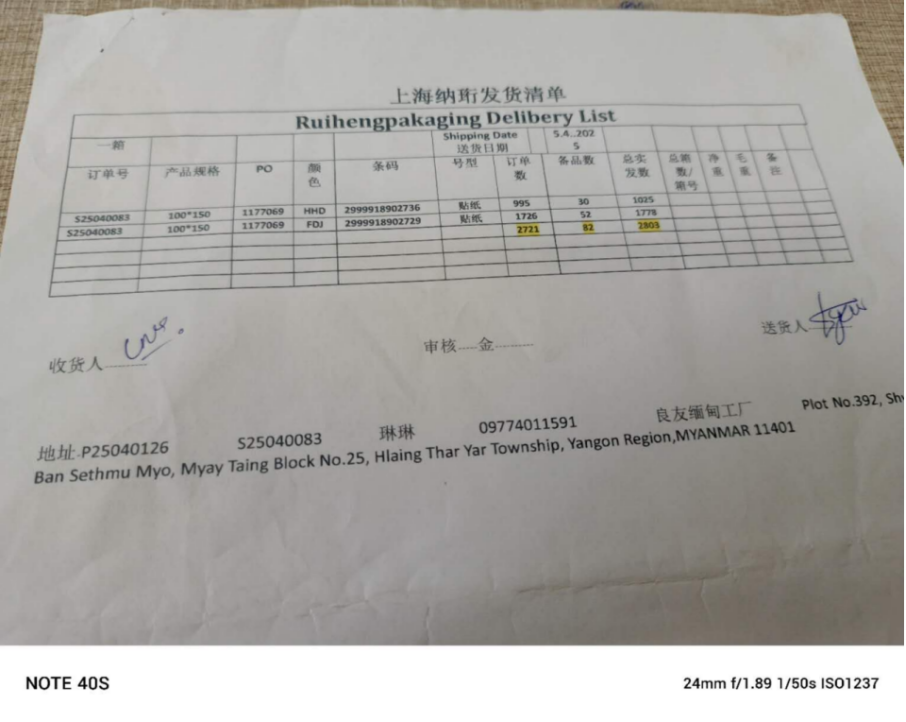 上海纳珩发货清单
Ruihengpakaging Delibery List
一箱 Shipping Date 送货日期 5.4..2025
订单号 产品规格 PO 颜色 条码 号型 订单数 备品数 总实发数 总箱数/箱号 净重 毛重 备注
S25040083 100*150 1177069 HHD 2999918902736 贴纸 995 30 1025
S25040083 100*150 1177069 FDJ 2999918902729 贴纸 1726 52 1778
2721 82 2803
收货人 审核 金 送货人
地址 P25040126 S25040083 琳琳 09774011591 良友缅甸工厂 Plot No.392, Shw
Ban Sethmu Myo, Myay Taing Block No.25, Hlaing Thar Yar Township, Yangon Region,MYANMAR 11401
NOTE 40S 24mm f/1.89 1/50s ISO1237